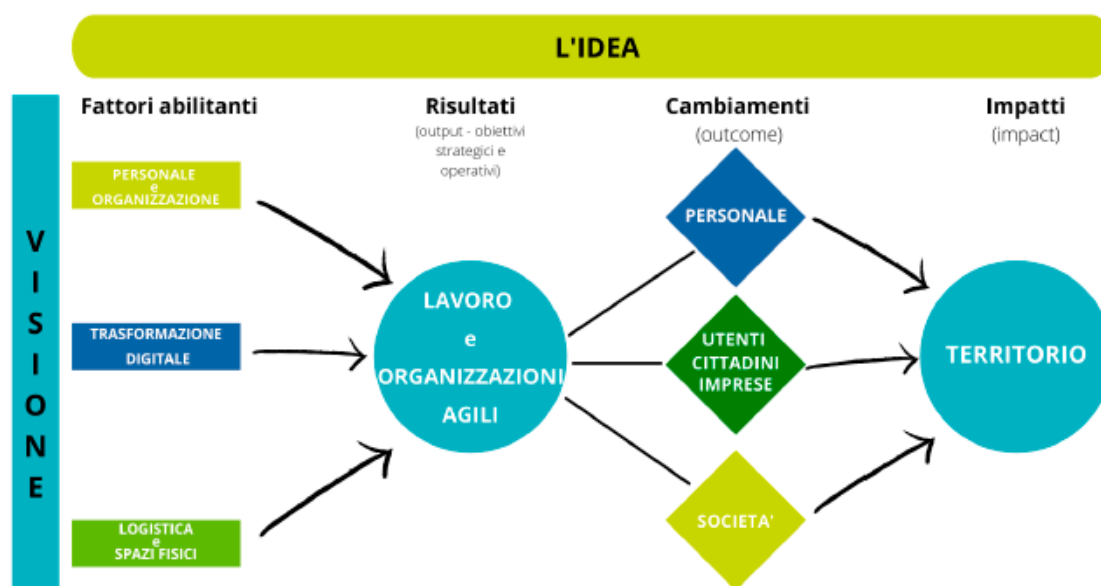 L'IDEA
VISIONE
Fattori abilitanti
Risultati
(output - obiettivi
strategici e
operativi)
Cambiamenti
(outcome)
Impatti
(impact)
PERSONALE
e
ORGANIZZAZIONE
TRASFORMAZIONE
DIGITALE
LOGISTICA
e
SPAZI FISICI
LAVORO
e
ORGANIZZAZIONI
AGILI
PERSONALE
UTENTI
CITTADINI
IMPRESE
SOCIETA'
TERRITORIO